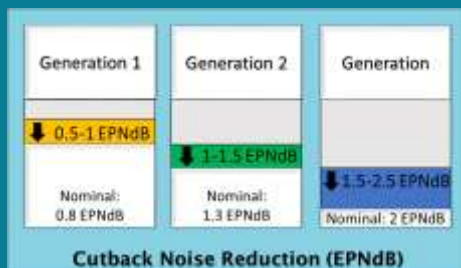 Generation 1
Generation 2
Generation
0.5-1 EPNdB
1-1.5 EPNdB
1.5-2.5 EPNdB
Nominal:
0.8 EPNdB
Nominal:
1.3 EPNdB
Nominal: 2 EPNdB
Cutback Noise Reduction (EPNdB)